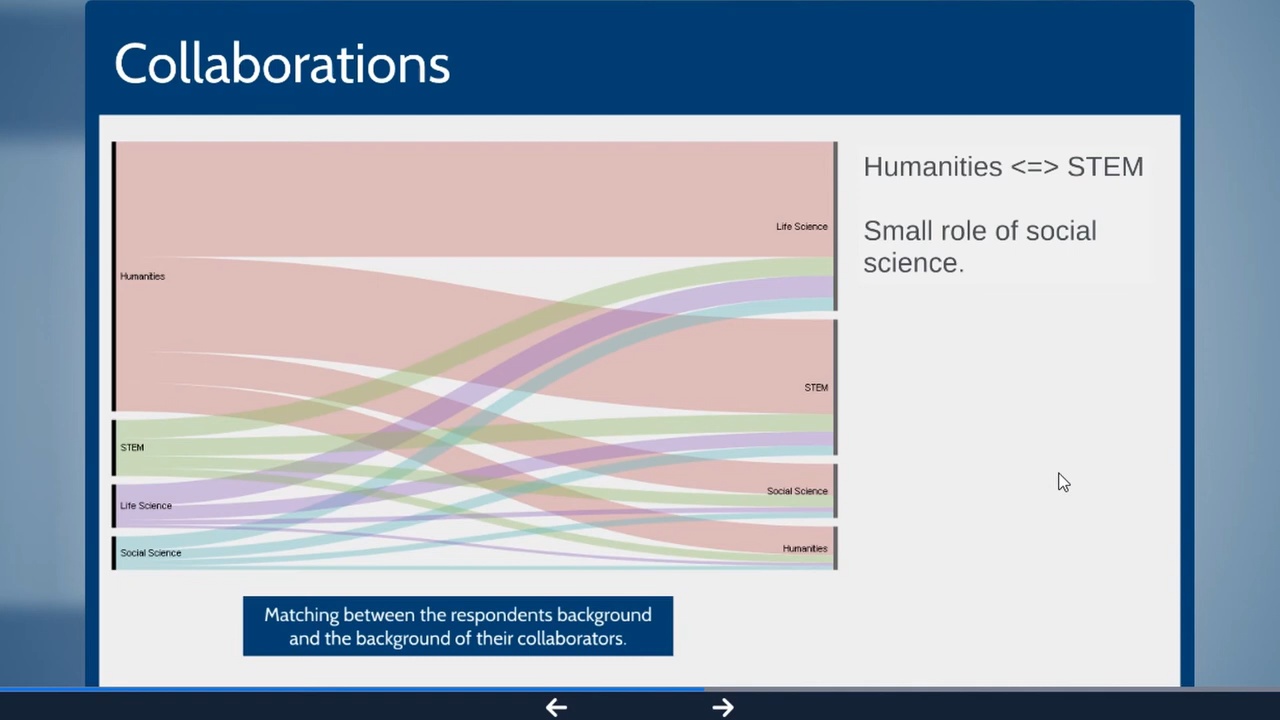 Collaborations
Humanities <=> STEM
Small role of social
science.
Life Science
Humanities
STEM
STEM
Social Science
Life Science
Humanities
Social Science
Matching between the respondents background
and the background of their collaborators.